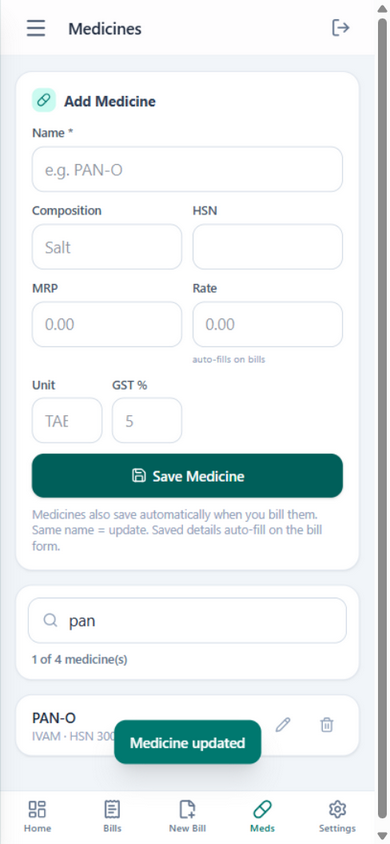 Medicines
Add Medicine
Name *
e.g. PAN-O
Composition HSN
Salt
MRP Rate
0.00 0.00
auto-fills on bills
Unit GST %
TAE 5
Save Medicine
Medicines also save automatically when you bill them.
Same name = update. Saved details auto-fill on the bill
form.
pan
1 of 4 medicine(s)
PAN-O
IVAM · HSN 300
Medicine updated
Home Bills New Bill Meds Settings